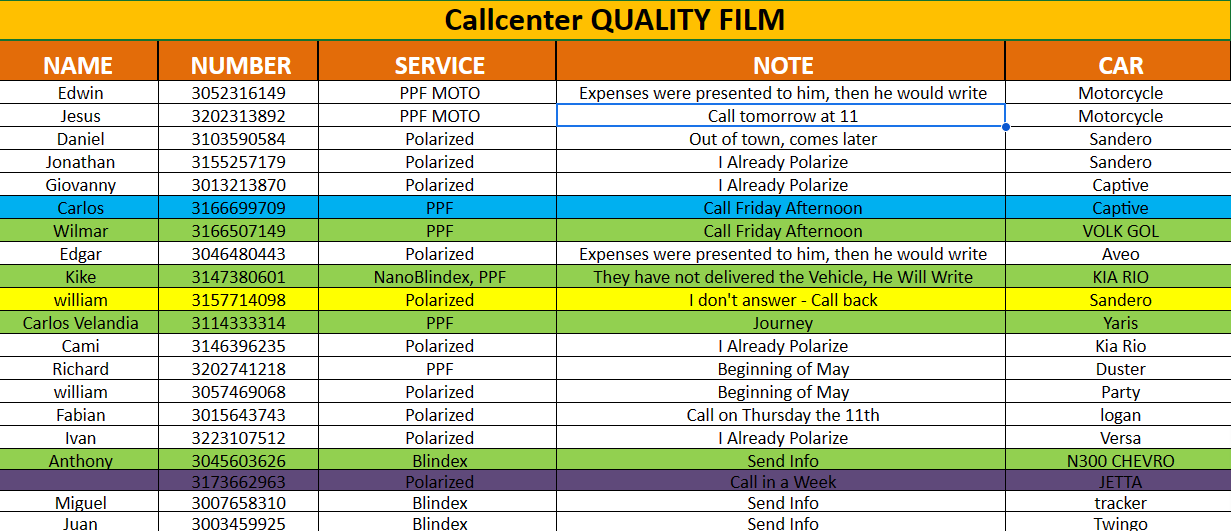 Callcenter QUALITY FILM
NAME NUMBER SERVICE NOTE CAR
Edwin 3052316149 PPF MOTO Expenses were presented to him, then he would write Motorcycle
Jesus 3202313892 PPF MOTO Call tomorrow at 11 Motorcycle
Daniel 3103590584 Polarized Out of town, comes later Sandero
Jonathan 3155257179 Polarized I Already Polarize Sandero
Giovanny 3013213870 Polarized I Already Polarize Captive
Carlos 3166699709 PPF Call Friday Afternoon Captive
Wilmar 3166507149 PPF Call Friday Afternoon VOLK GOL
Edgar 3046480443 Polarized Expenses were presented to him, then he would write Aveo
Kike 3147380601 NanoBlindex, PPF They have not delivered the Vehicle, He Will Write KIA RIO
william 3157714098 Polarized I don't answer - Call back Sandero
Carlos Velandia 3114333314 PPF Journey Yaris
Cami 3146396235 Polarized I Already Polarize Kia Rio
Richard 3202741218 PPF Beginning of May Duster
william 3057469068 Polarized Beginning of May Party
Fabian 3015643743 Polarized Call on Thursday the 11th logan
Ivan 3223107512 Polarized I Already Polarize Versa
Anthony 3045603626 Blindex Send Info N300 CHEVRO
3173662963 Polarized Call in a Week JETTA
Miguel 3007658310 Blindex Send Info tracker
Juan 3003459925 Blindex Send Info Twingo